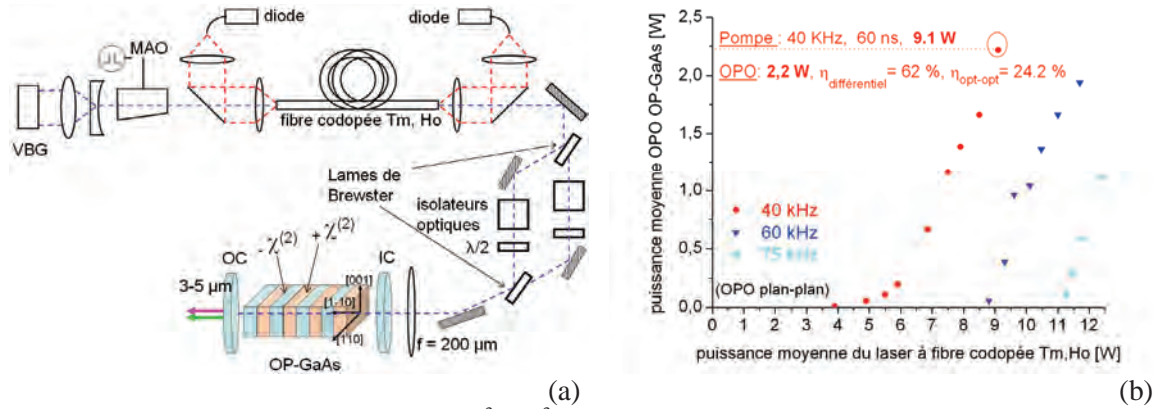 diode
diode
MAO
VBG
fibre codopée Tm, Ho
Lames de
Brewster
isolateurs
optiques
λ/2
- χ(2)
+ χ(2)
OC
IC
3-5 μm
[001]
[1-10]
[110]
f = 200 μm
OP-GaAs
(a)
puissance moyenne OPO OP-GaAs [W]
2,5
2,0
1,5
1,0
0,5
0,0
Pompe : 40 KHz, 60 ns, 9.1 W
OPO: 2,2 W, ηdifférentiel = 62 %, ηopt-opt = 24.2 %
40 kHz
60 kHz
75 kHz
(OPO plan-plan)
0 1 2 3 4 5 6 7 8 9 10 11 12
puissance moyenne du laser à fibre codopée Tm,Ho [W]
(b)